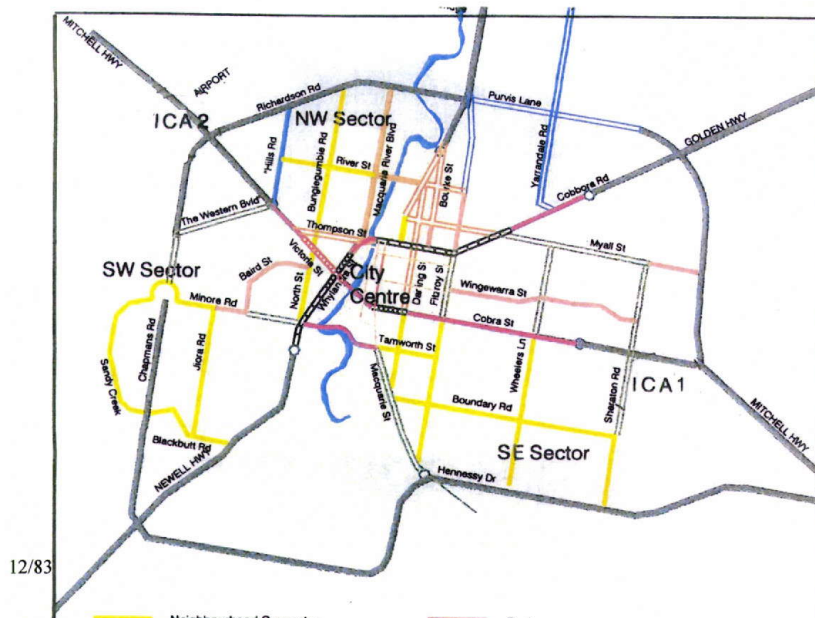 MITCHELL HWY
AIRPORT
Richardson Rd
Purvis Lane
ICA 2
NW Sector
GOLDEN HWY
"Hills Rd
Bunglegumbie Rd
River St
Macquarie River Blvd
Bourke St
Yarrandale Rd
Cobbora Rd
The Western Bvld
Thompson St
Myall St
SW Sector
Baird St
Victoria St
City
Centre
Darling St
Fitzroy St
Wingewarra St
Minore Rd
North St
Cobra St
Chapmans Rd
Jiora Rd
Tamworth St
Wheelers Ln
ICA 1
Sandy Creek
Macquarie St
Sheraton Rd
Boundary Rd
MITCHELL HWY
Blackbutt Rd
SE Sector
NEWELL HWY
Hennessy Dr
12/83